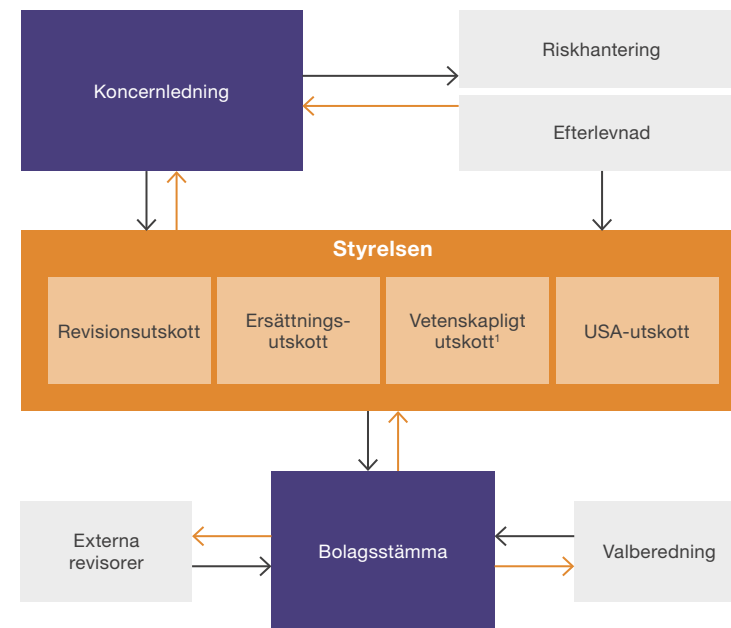 Koncernledning
Riskhantering
Efterlevnad
Styrelsen
Revisionsutskott
Ersättnings-
utskott
Vetenskapligt
utskott¹
USA-utskott
Externa
revisorer
Bolagsstämma
Valberedning